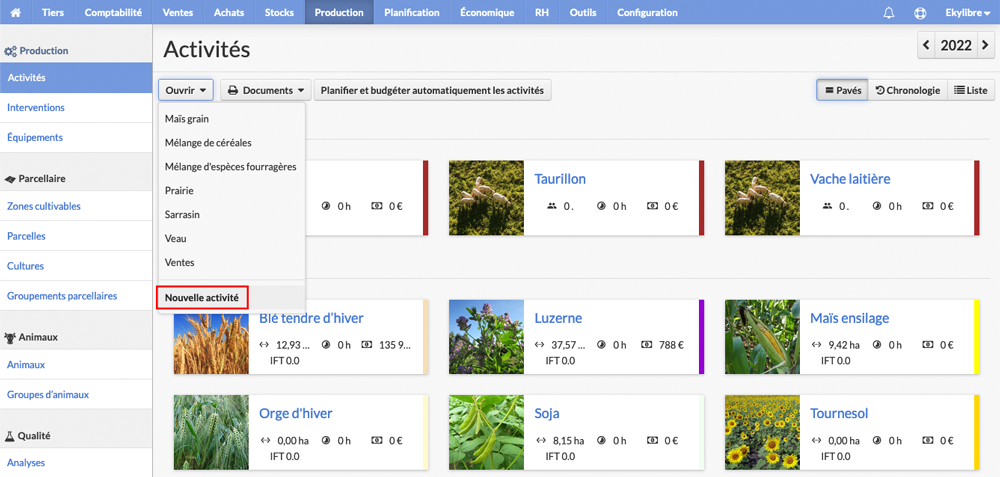 Tiers Comptabilité Ventes Achats Stocks Production Planification Économique RH Outils Configuration Ekylibre
Production
Activités
Interventions
Équipements
Parcellaire
Zones cultivables
Parcelles
Cultures
Groupements parcellaires
Animaux
Animaux
Groupes d'animaux
Qualité
Analyses
Activités
2022
Ouvrir
Documents
Planifier et budgéter automatiquement les activités
Pavés
Chronologie
Liste
Maïs grain
Mélange de céréales
Mélange d'espèces fourragères
Prairie
Sarrasin
Veau
Ventes
Nouvelle activité
0 h 0 €
Taurillon
0 . 0 h 0 €
Vache laitière
0 . 0 h 0 €
Blé tendre d’hiver
12,93 ... 0 h 135 9...
IFT 0.0
Luzerne
37,57 ... 0 h 788 €
IFT 0.0
Maïs ensilage
9,42 ha 0 h 0 €
IFT 0.0
Orge d'hiver
0,00 ha 0 h 0 €
IFT 0.0
Soja
8,15 ha 0 h 0 €
IFT 0.0
Tournesol
0,00 ha 0 h 0 €
IFT 0.0